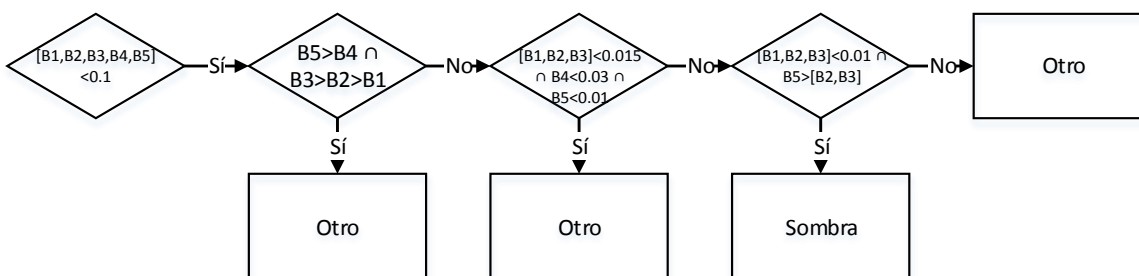 [B1,B2,B3,B4,B5]
<0.1
Sí
B5>B4 ∩
B3>B2>B1
No
[B1,B2,B3]<0.015
∩ B4<0.03 ∩
B5<0.01
No
[B1,B2,B3]<0.01 ∩
B5>[B2,B3]
No
Otro
Sí
Sí
Sí
Otro
Otro
Sombra